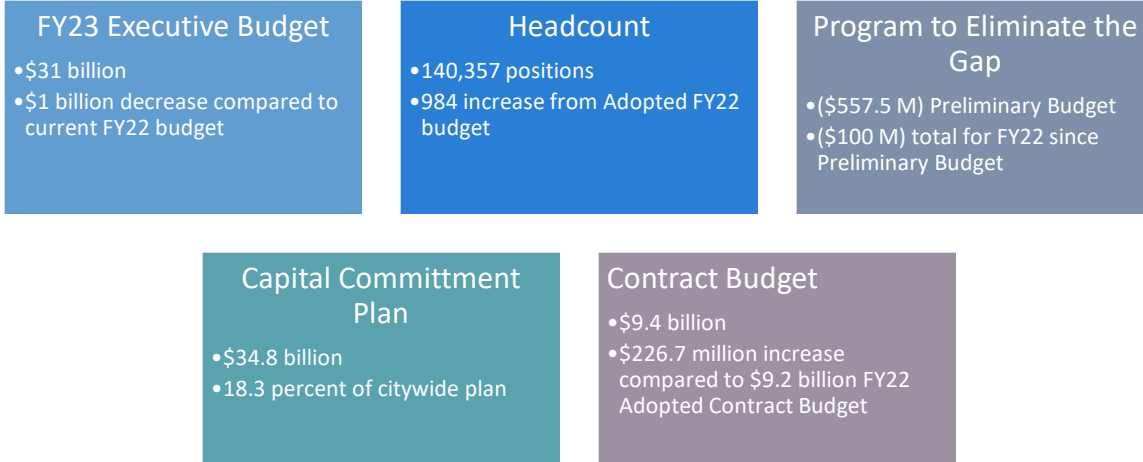 FY23 Executive Budget
•$31 billion
•$1 billion decrease compared to
current FY22 budget
Headcount
•140,357 positions
•984 increase from Adopted FY22
budget
Program to Eliminate the
Gap
•($557.5 M) Preliminary Budget
•($100 M) total for FY22 since
Preliminary Budget
Capital Committment
Plan
•$34.8 billion
•18.3 percent of citywide plan
Contract Budget
•$9.4 billion
•$226.7 million increase
compared to $9.2 billion FY22
Adopted Contract Budget